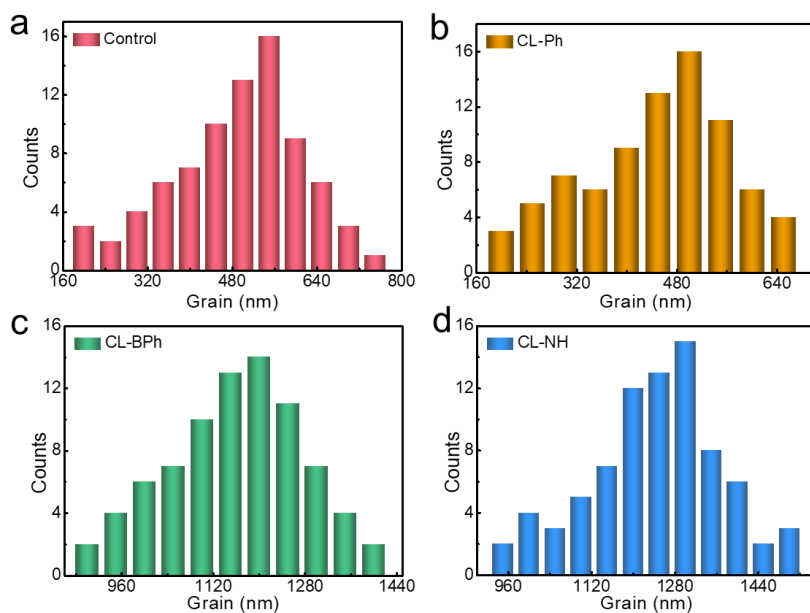 a
Control
16
12
8
4
0
Counts
160 320 480 640 800
Grain (nm)
b
CL-Ph
16
12
8
4
0
Counts
160 320 480 640
Grain (nm)
c
CL-BPh
16
12
8
4
0
Counts
960 1120 1280 1440
Grain (nm)
d
CL-NH
16
12
8
4
0
Counts
960 1120 1280 1440
Grain (nm)